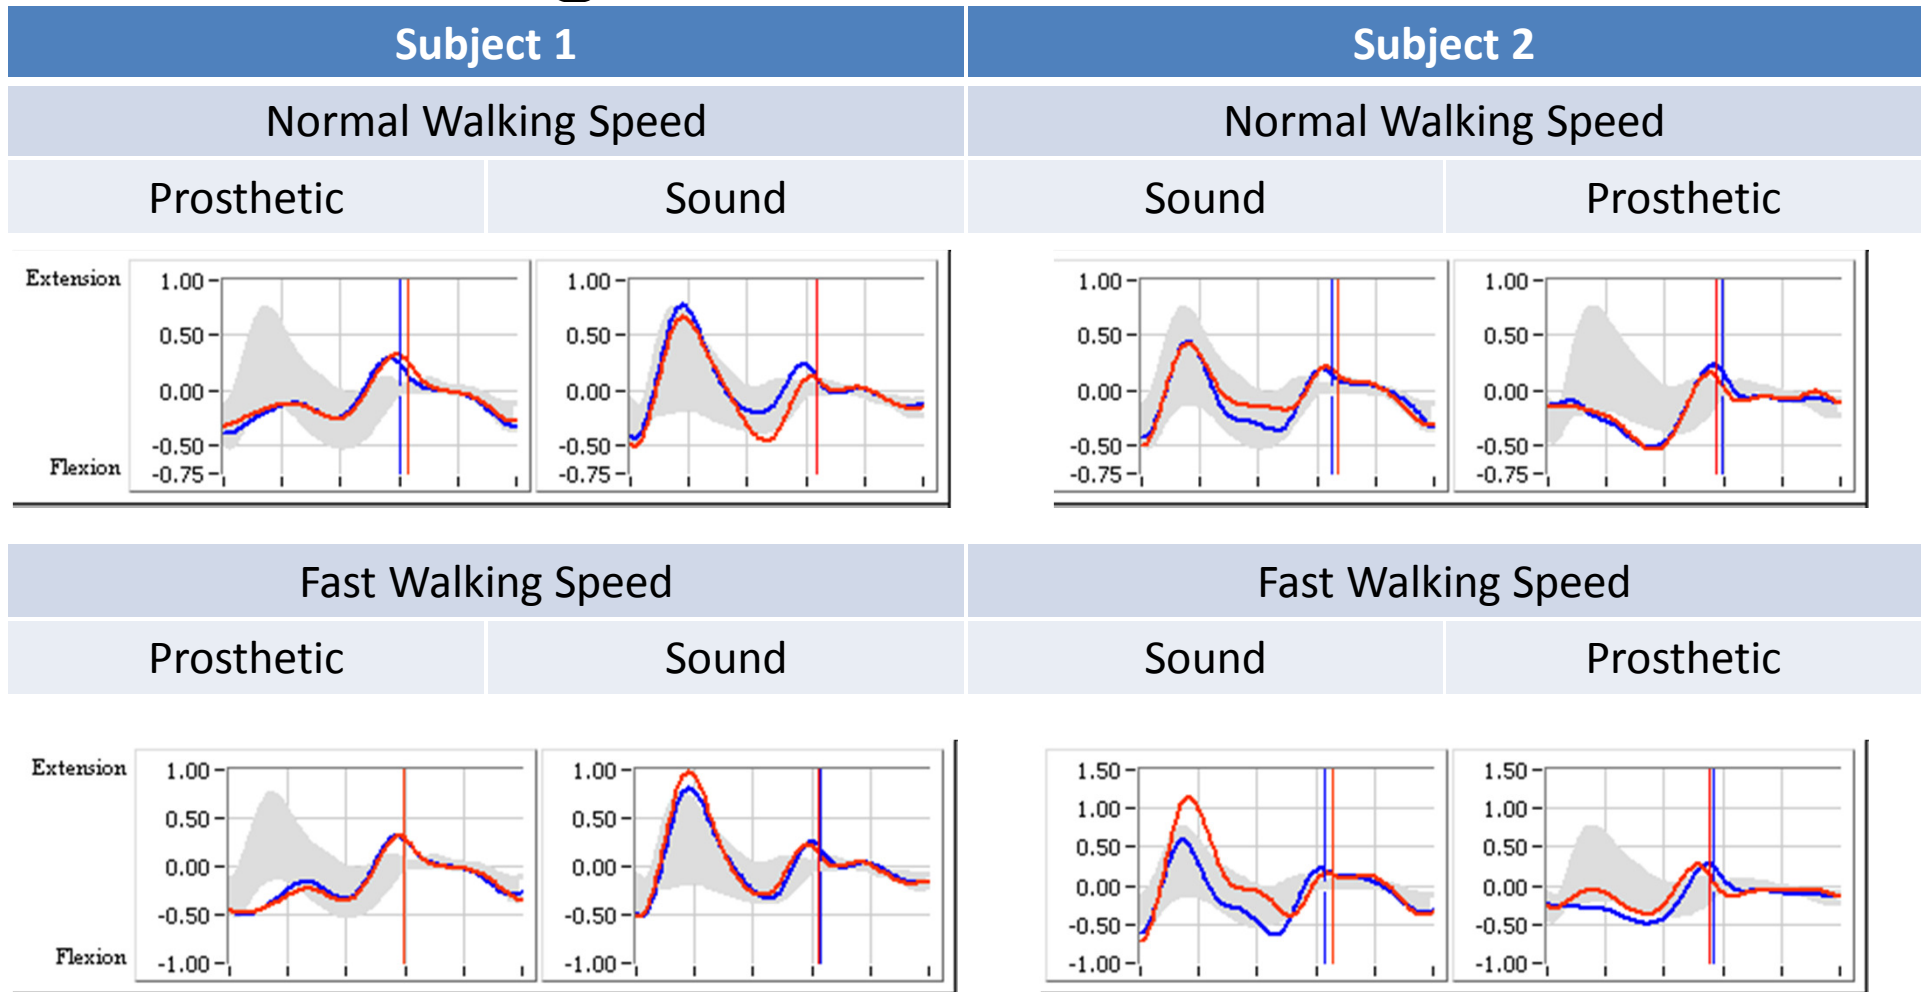 Subject 1 Subject 2
Normal Walking Speed Normal Walking Speed
Prosthetic Sound Sound Prosthetic
Extension 1.00 1.00 1.00 1.00
0.50 0.50 0.50 0.50
0.00 0.00 0.00 0.00
-0.50 -0.50 -0.50 -0.50
Flexion -0.75 -0.75 -0.75 -0.75
Fast Walking Speed Fast Walking Speed
Prosthetic Sound Sound Prosthetic
Extension 1.00 1.00 1.50 1.50
0.50 0.50 1.00 1.00
0.00 0.00 0.50 0.50
-0.50 -0.50 0.00 0.00
Flexion -1.00 -1.00 -0.50 -0.50
-1.00 -1.00